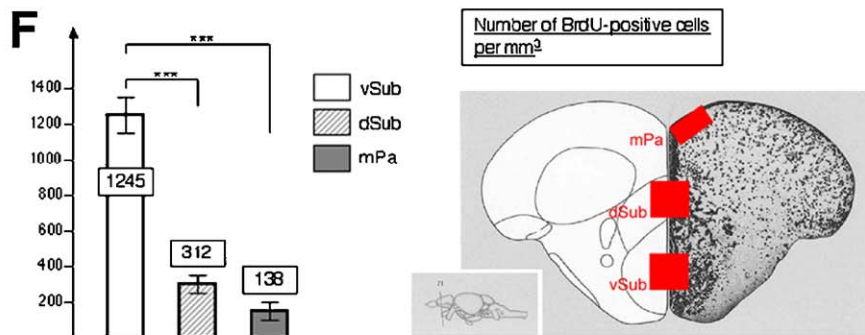 F
***
***
1400
1200
1000
800
600
400
200
1245
312
138
vSub
dSub
mPa
Number of BrdU-positive cells
per mm3
mPa
dSub
vSub
n